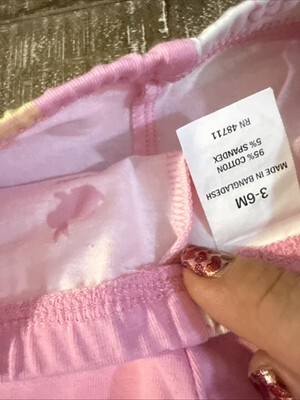 3-6M
MADE IN BANGLADESH
95% COTTON
5% SPANDEX
RN 48711